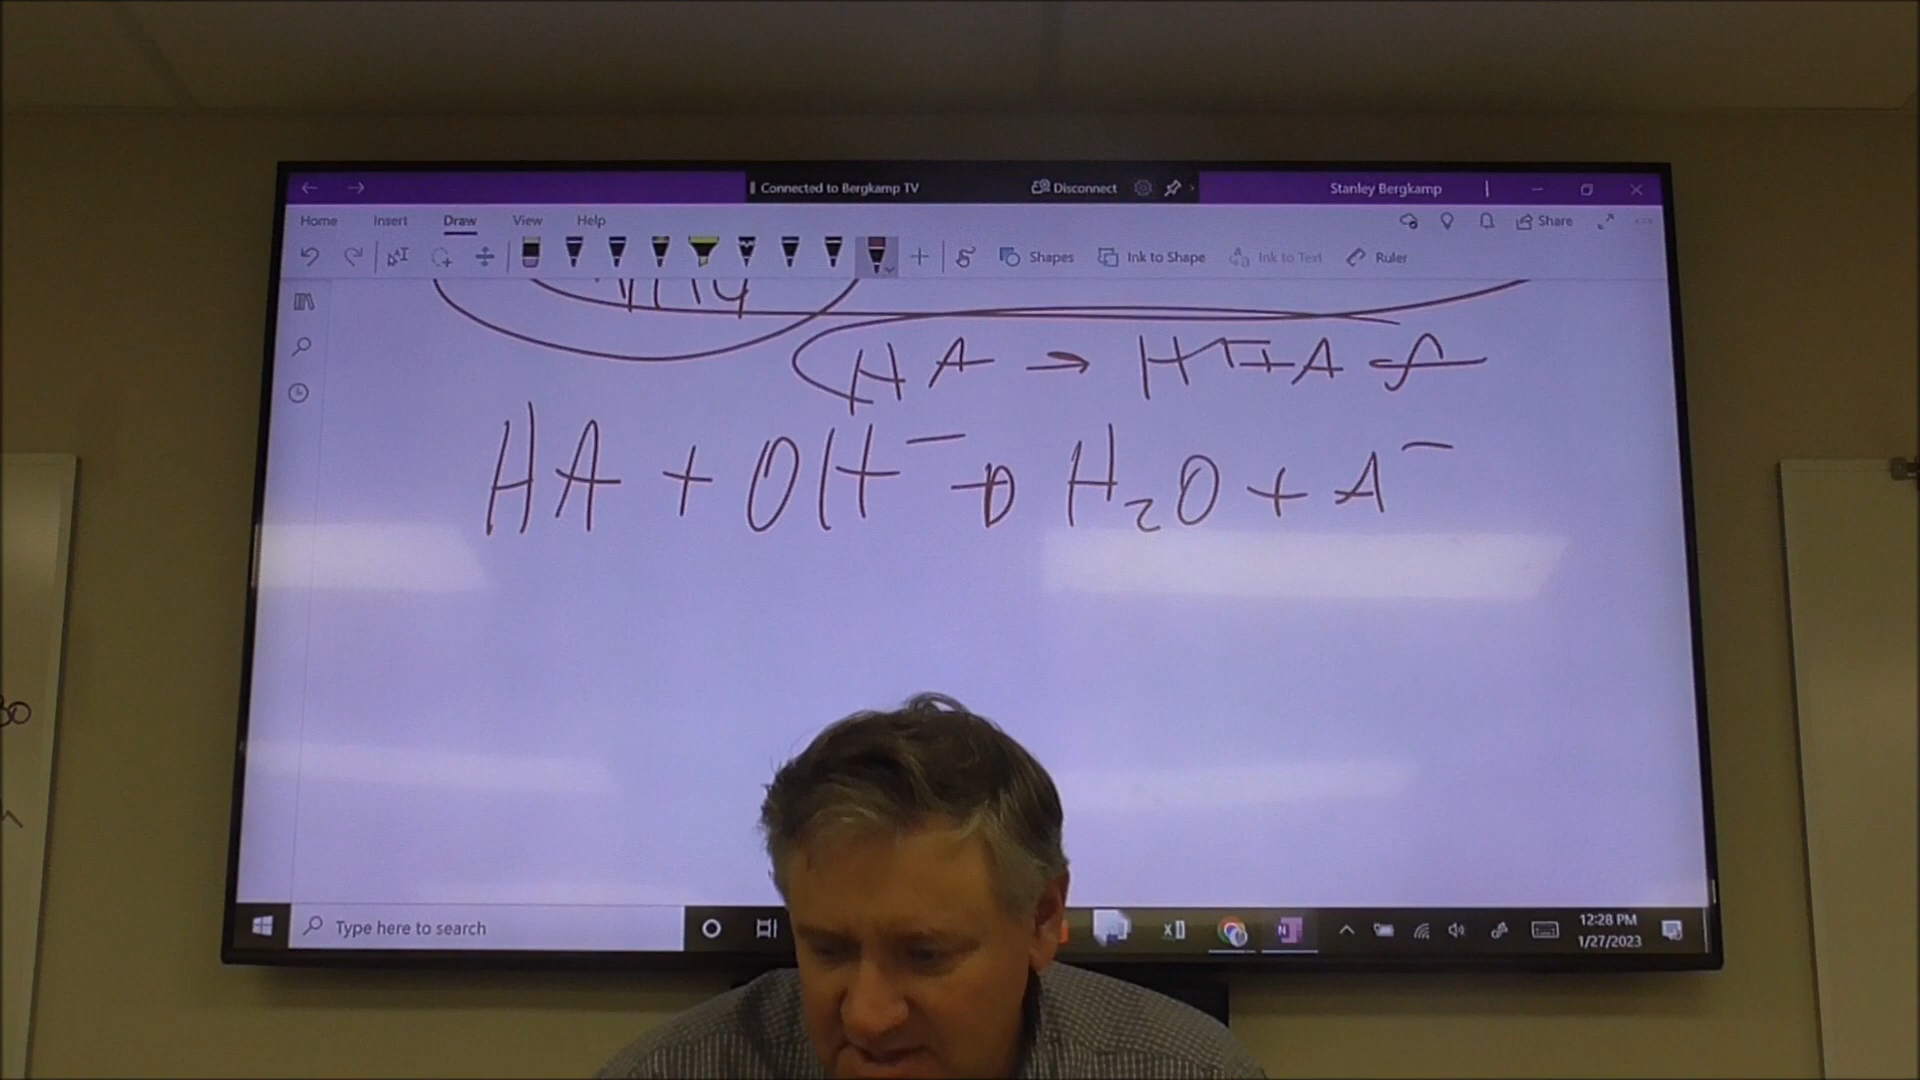 Connected to Bergkamp TV Disconnect Stanley Bergkamp
Home Insert Draw View Help Share
Shapes Ink to Shape Ink to Text Ruler
HA → H+ + A
HA + OH⁻ → H₂O + A⁻
Type here to search
12:28 PM
1/27/2023